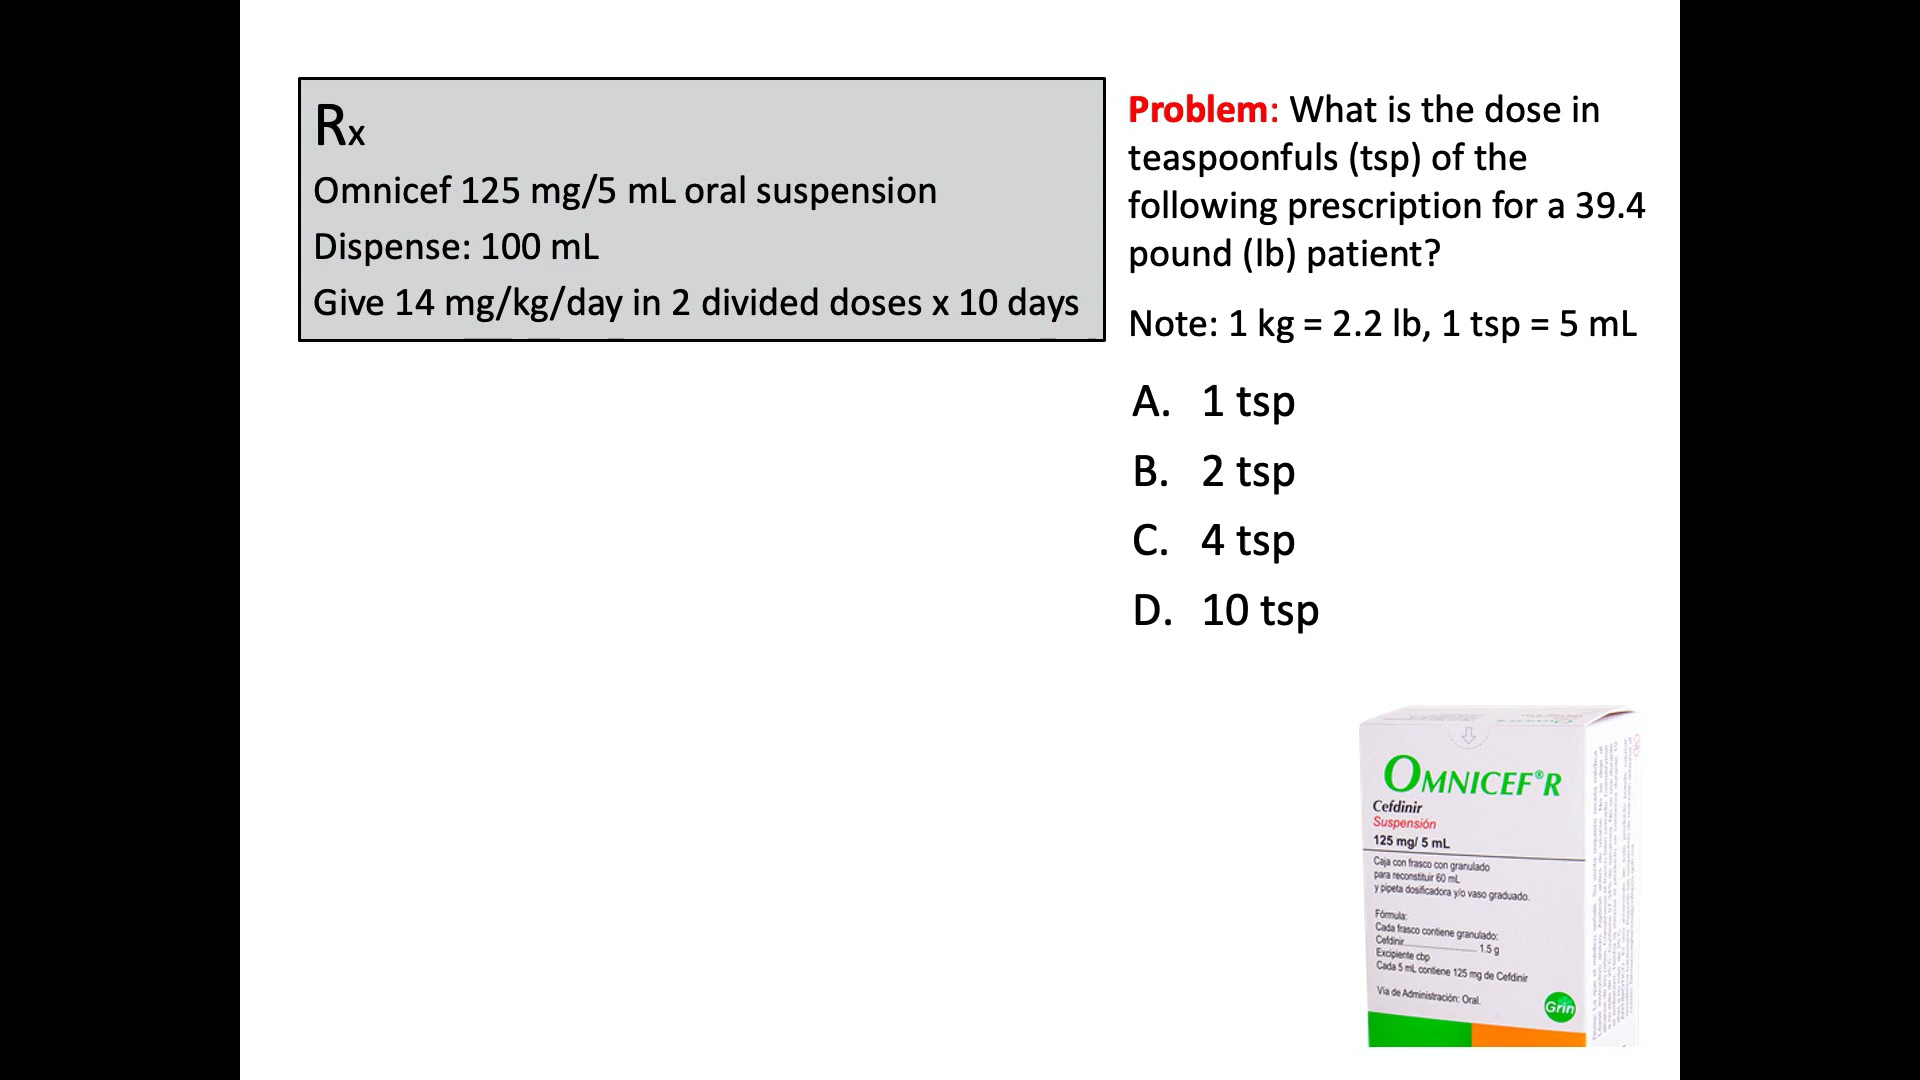 Rx
Omnicef 125 mg/5 mL oral suspension
Dispense: 100 mL
Give 14 mg/kg/day in 2 divided doses x 10 days
Problem: What is the dose in
teaspoonfuls (tsp) of the
following prescription for a 39.4
pound (lb) patient?
Note: 1 kg = 2.2 lb, 1 tsp = 5 mL
A. 1 tsp
B. 2 tsp
C. 4 tsp
D. 10 tsp
OMNICEF®R
Cefdinir
Suspensión
125 mg/ 5 mL
Caja con frasco con granulado
para reconstituir 60 mL
y pipeta dosificadora y/o vaso graduado.
Fórmula:
Cada frasco contiene granulado:
Cefdinir.......................... 1.5 g
Excipiente cbp
Cada 5 mL contiene 125 mg de Cefdinir
Via de Administración: Oral.
Grin